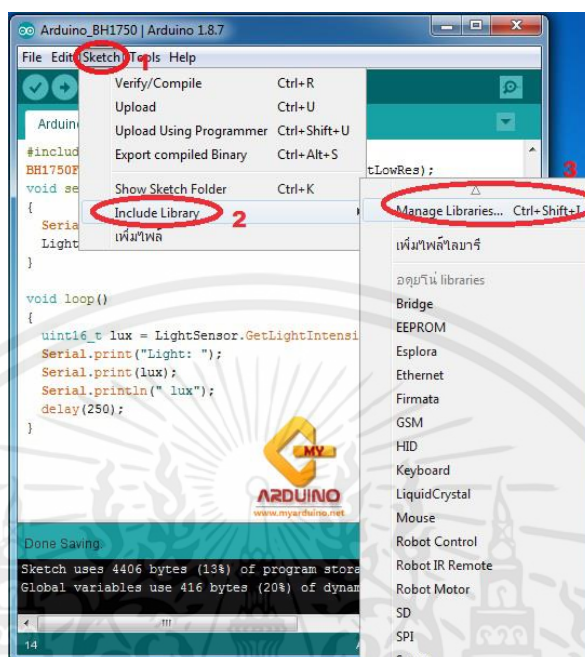 Arduino_BH1750 | Arduino 1.8.7
File Edit Sketch Tools Help
1
Verify/Compile Ctrl+R
Upload Ctrl+U
Upload Using Programmer Ctrl+Shift+U
Export compiled Binary Ctrl+Alt+S
Show Sketch Folder Ctrl+K
Include Library
2
เพิ่มไฟล์
3
Manage Libraries... Ctrl+Shift+I
เพิ่มไฟล์ไลบารี
อดุยวีโน่ libraries
Bridge
EEPROM
Esplora
Ethernet
Firmata
GSM
HID
Keyboard
LiquidCrystal
Mouse
Robot Control
Robot IR Remote
Robot Motor
SD
SPI
Arduin
#includ
BH1750F
tLowRes);
void se
{
Seria
Light
}
void loop()
{
uint16_t lux = LightSensor.GetLightIntensi
Serial.print("Light: ");
Serial.print(lux);
Serial.println(" lux");
delay(250);
}
MY
ARDUINO
www.myarduino.net
Done Saving.
Sketch uses 4406 bytes (13%) of program stora
Global variables use 416 bytes (20%) of dynam
14